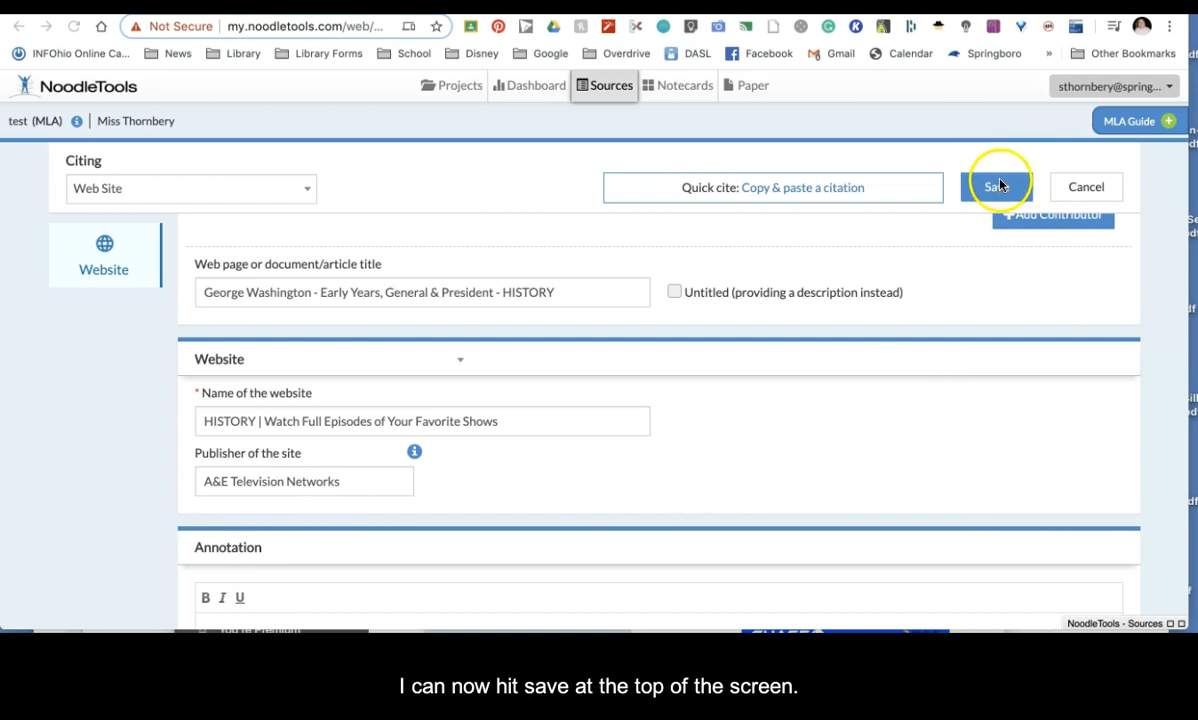 Not Secure my.noodletools.com/web/...
INFOhio Online Ca... News Library Library Forms School Disney Google Overdrive DASL Facebook Gmail Calendar Springboro » Other Bookmarks
NoodleTools Projects Dashboard Sources Notecards Paper sthornbery@spring...
test (MLA) Miss Thornbery MLA Guide
Citing
Web Site
Quick cite: Copy & paste a citation
Save
Cancel
+Add Contributor
Website
Web page or document/article title
George Washington - Early Years, General & President - HISTORY
Untitled (providing a description instead)
Website
* Name of the website
HISTORY | Watch Full Episodes of Your Favorite Shows
Publisher of the site
A&E Television Networks
Annotation
B I U
NoodleTools - Sources
I can now hit save at the top of the screen.